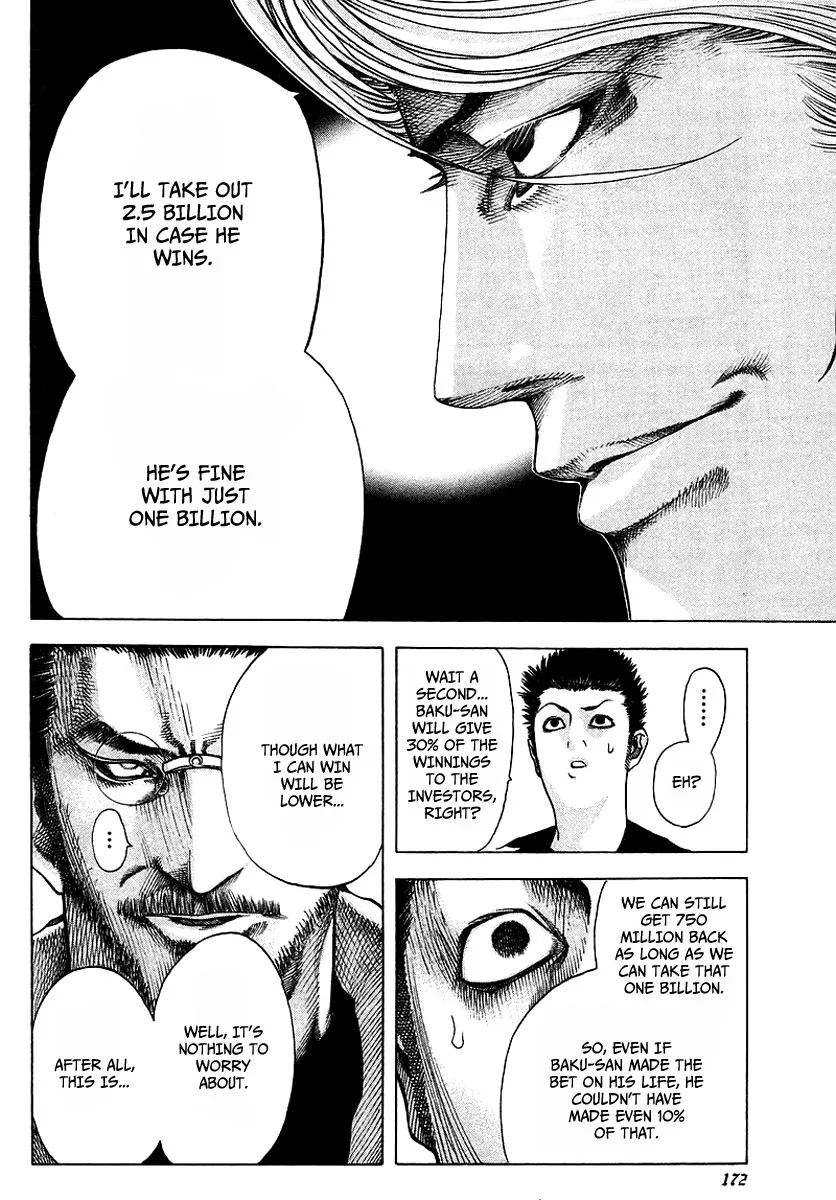 I'LL TAKE OUT
2.5 BILLION
IN CASE HE
WINS.
HE'S FINE
WITH JUST
ONE BILLION.
......
EH?
WAIT A
SECOND...
BAKU-SAN
WILL GIVE
30% OF THE
WINNINGS
TO THE
INVESTORS,
RIGHT?
WE CAN STILL
GET 750
MILLION BACK
AS LONG AS WE
CAN TAKE THAT
ONE BILLION.
SO, EVEN IF
BAKU-SAN MADE THE
BET ON HIS LIFE, HE
COULDN'T HAVE
MADE EVEN 10%
OF THAT.
THOUGH WHAT
I CAN WIN
WILL BE
LOWER...
...
WELL, IT'S
NOTHING TO
WORRY
ABOUT.
AFTER ALL,
THIS IS...
172